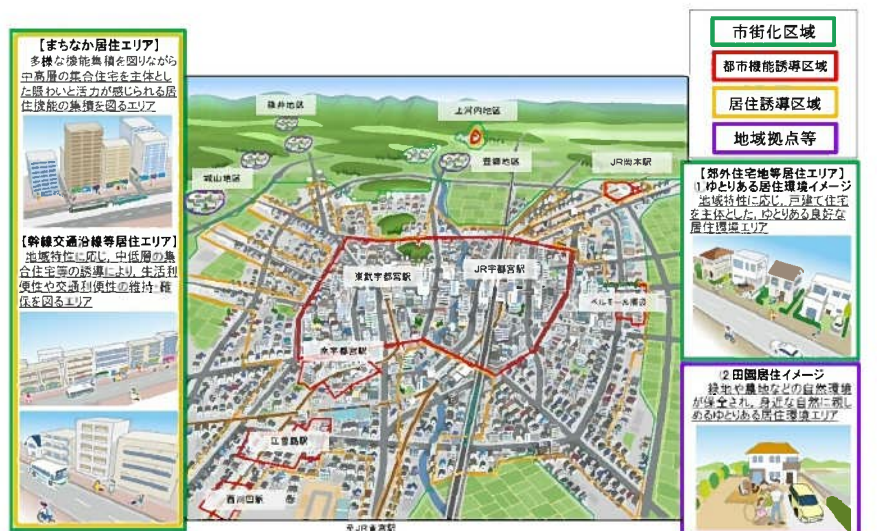 【まちなか居住エリア】
多様な機能集積を図りながら
中高層の集合住宅を主体とし
た賑わいと活力が感じられる居
住機能の集積を図るエリア
【幹線交通沿線等居住エリア】
地域特性に応じ，中低層の集
合住宅等の誘導により，生活利
便性や交通利便性の維持・確
保を図るエリア
篠井地区
上河内地区
豊郷地区
城山地区
JR岡本駅
東武宇都宮駅
JR宇都宮駅
ベルモール周辺
南宇都宮駅
江曽島駅
西川田駅
至JR雀宮駅
市街化区域
都市機能誘導区域
居住誘導区域
地域拠点等
【郊外住宅地等居住エリア】
①ゆとりある居住環境イメージ
地域特性に応じ，戸建て住宅
を主体とした，ゆとりある良好な
居住環境エリア
②田園居住イメージ
緑地や農地などの自然環境
が保全され，身近な自然に親し
めるゆとりある居住環境エリア